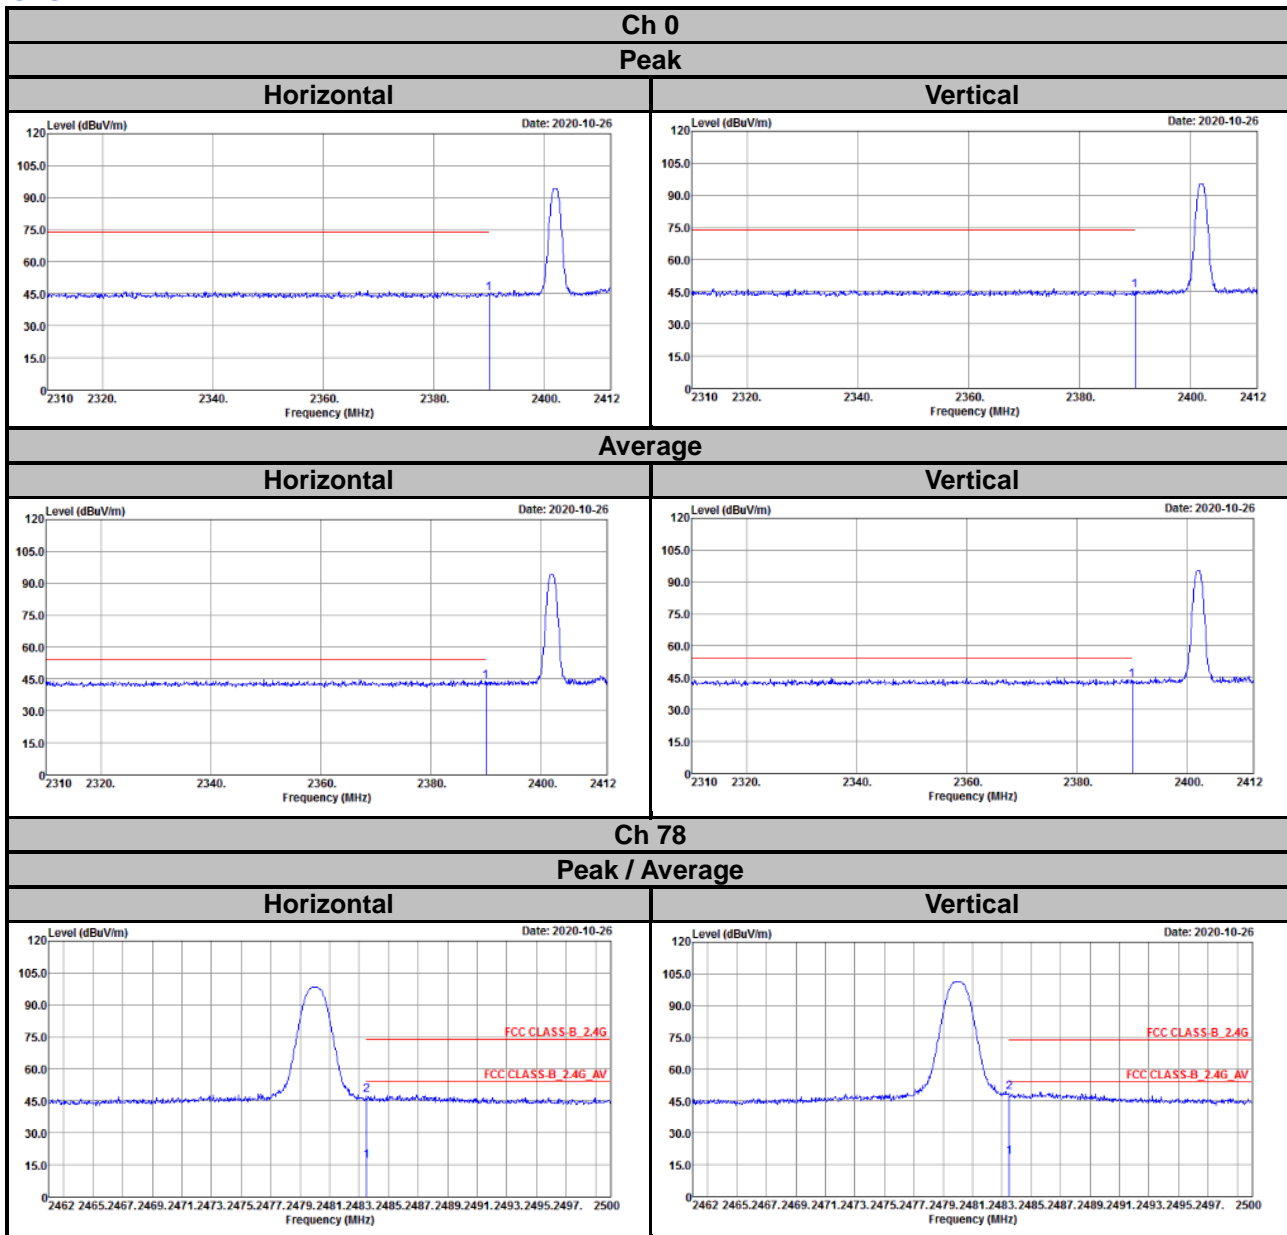 Ch 0
Peak
Horizontal Vertical
Level (dBuV/m) Date: 2020-10-26
120
105.0
90.0
75.0
60.0
45.0
30.0
15.0
0
1
2310 2320. 2340. 2360. 2380. 2400. 2412
Frequency (MHz)
Level (dBuV/m) Date: 2020-10-26
120
105.0
90.0
75.0
60.0
45.0
30.0
15.0
0
1
2310 2320. 2340. 2360. 2380. 2400. 2412
Frequency (MHz)
Average
Horizontal Vertical
Level (dBuV/m) Date: 2020-10-26
120
105.0
90.0
75.0
60.0
45.0
30.0
15.0
0
1
2310 2320. 2340. 2360. 2380. 2400. 2412
Frequency (MHz)
Level (dBuV/m) Date: 2020-10-26
120
105.0
90.0
75.0
60.0
45.0
30.0
15.0
0
1
2310 2320. 2340. 2360. 2380. 2400. 2412
Frequency (MHz)
Ch 78
Peak / Average
Horizontal Vertical
Level (dBuV/m) Date: 2020-10-26
120
105.0
90.0
75.0
60.0
45.0
30.0
15.0
0
FCC CLASS-B_2.4G
FCC CLASS-B_2.4G_AV
2
1
2462 2465.2467.2469.2471.2473.2475.2477.2479.2481.2483.2485.2487.2489.2491.2493.2495.2497. 2500
Frequency (MHz)
Level (dBuV/m) Date: 2020-10-26
120
105.0
90.0
75.0
60.0
45.0
30.0
15.0
0
FCC CLASS-B_2.4G
FCC CLASS-B_2.4G_AV
2
1
2462 2465.2467.2469.2471.2473.2475.2477.2479.2481.2483.2485.2487.2489.2491.2493.2495.2497. 2500
Frequency (MHz)